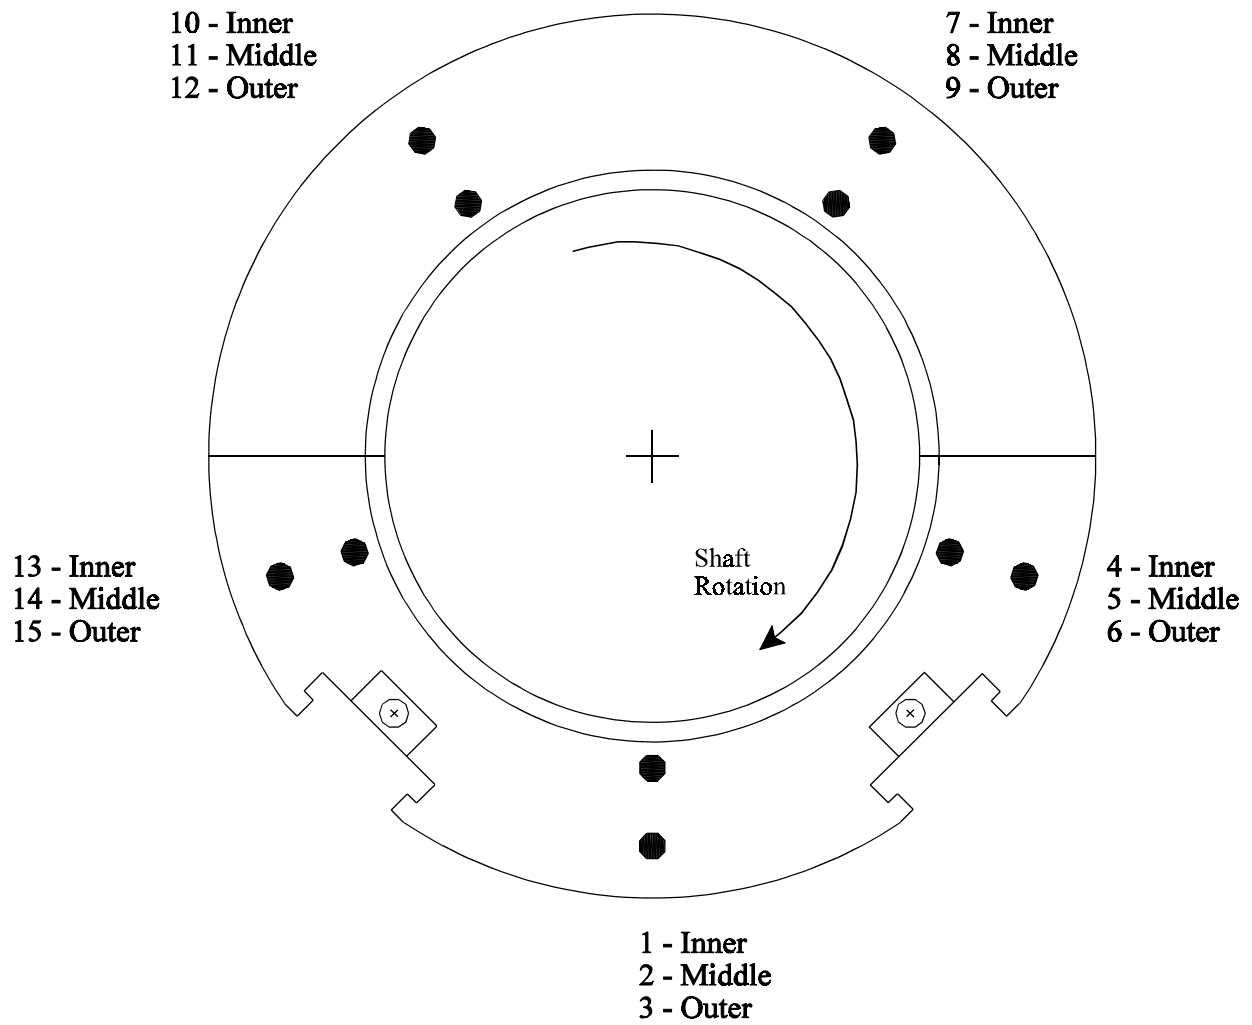 10 - Inner
11 - Middle
12 - Outer
7 - Inner
8 - Middle
9 - Outer
Shaft
Rotation
13 - Inner
14 - Middle
15 - Outer
4 - Inner
5 - Middle
6 - Outer
1 - Inner
2 - Middle
3 - Outer